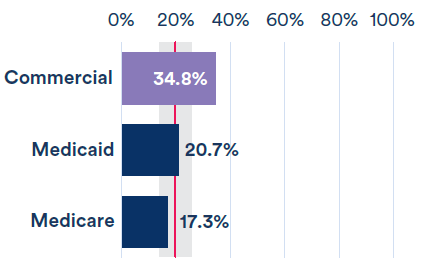 0% 20% 40% 60% 80% 100%
Commercial 34.8%
Medicaid 20.7%
Medicare 17.3%